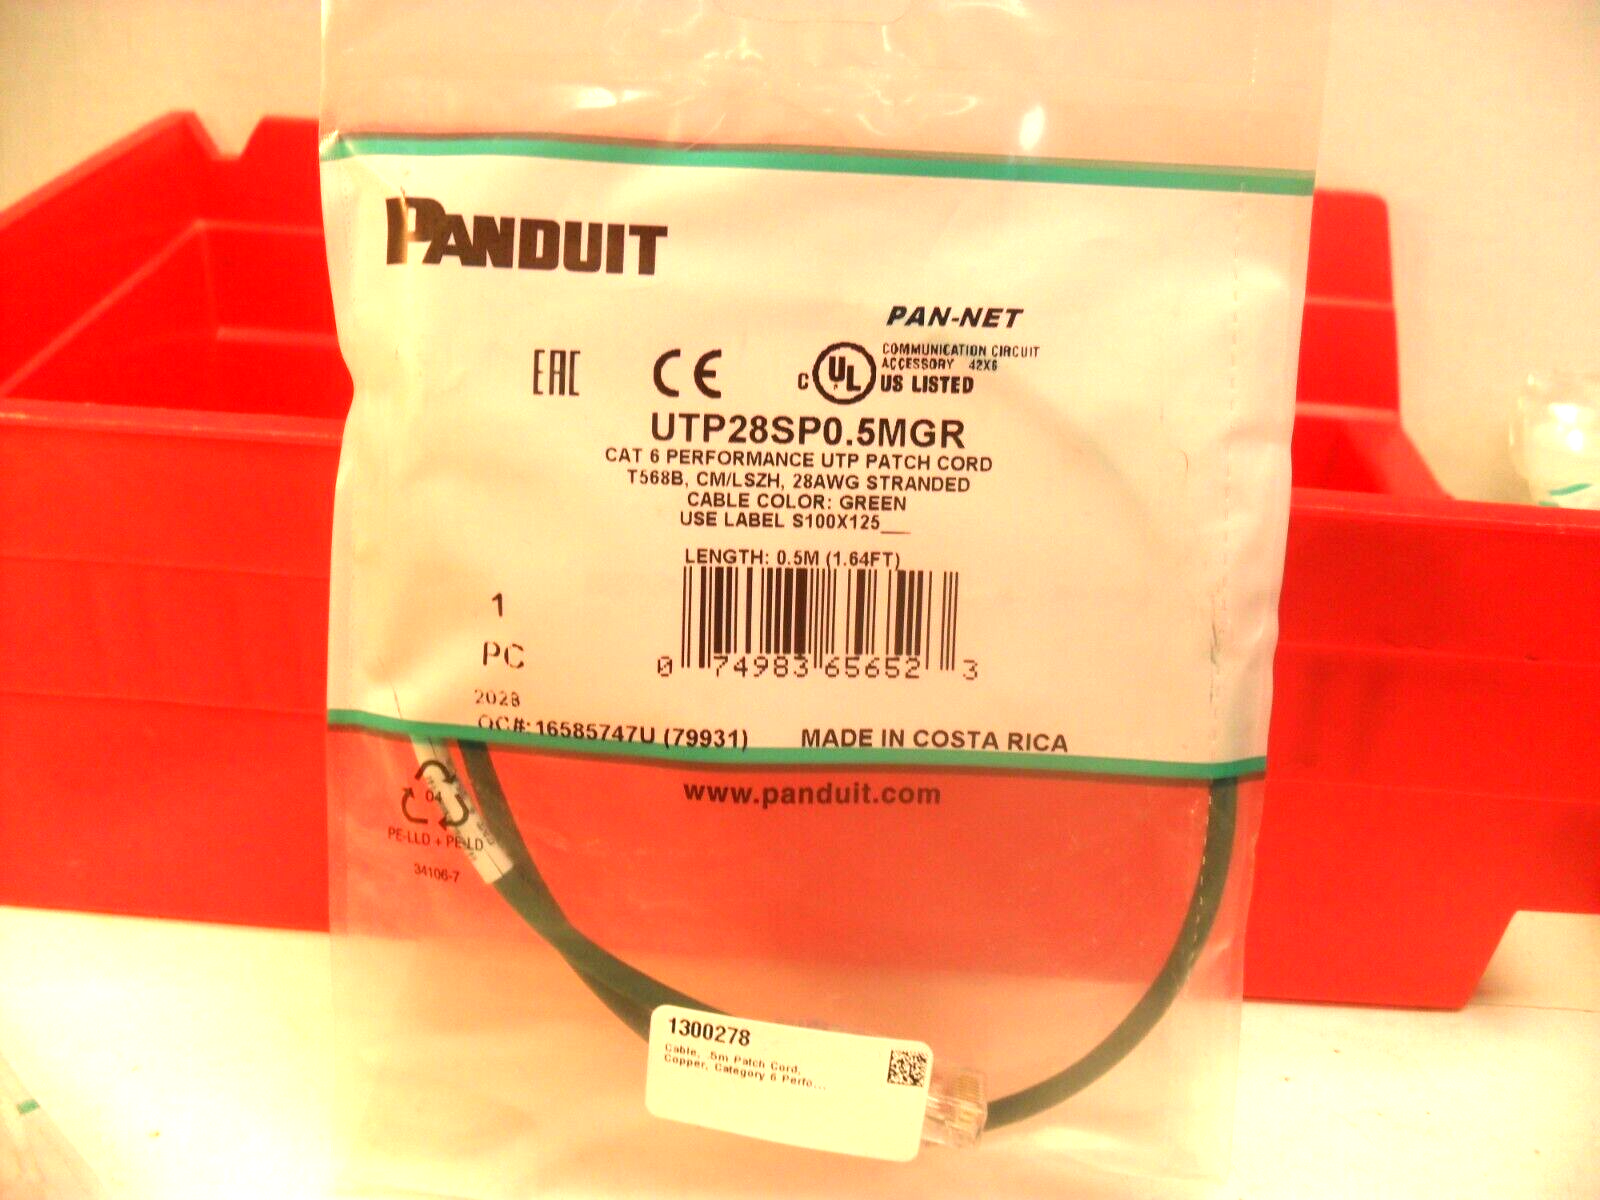 PANDUIT
PAN-NET
EAC
CE
C UL US LISTED
COMMUNICATION CIRCUIT
ACCESSORY 42X6
UTP28SP0.5MGR
CAT 6 PERFORMANCE UTP PATCH CORD
T568B, CM/LSZH, 28AWG STRANDED
CABLE COLOR: GREEN
USE LABEL S100X125___
LENGTH: 0.5M (1.64FT)
1
PC
0 74983 65652 3
2028
QC#: 16585747U (79931)
MADE IN COSTA RICA
www.panduit.com
04
PE-LLD + PE-LD
34106-7
1300278
Cable, .5m Patch Cord,
Copper, Category 6 Perfo...